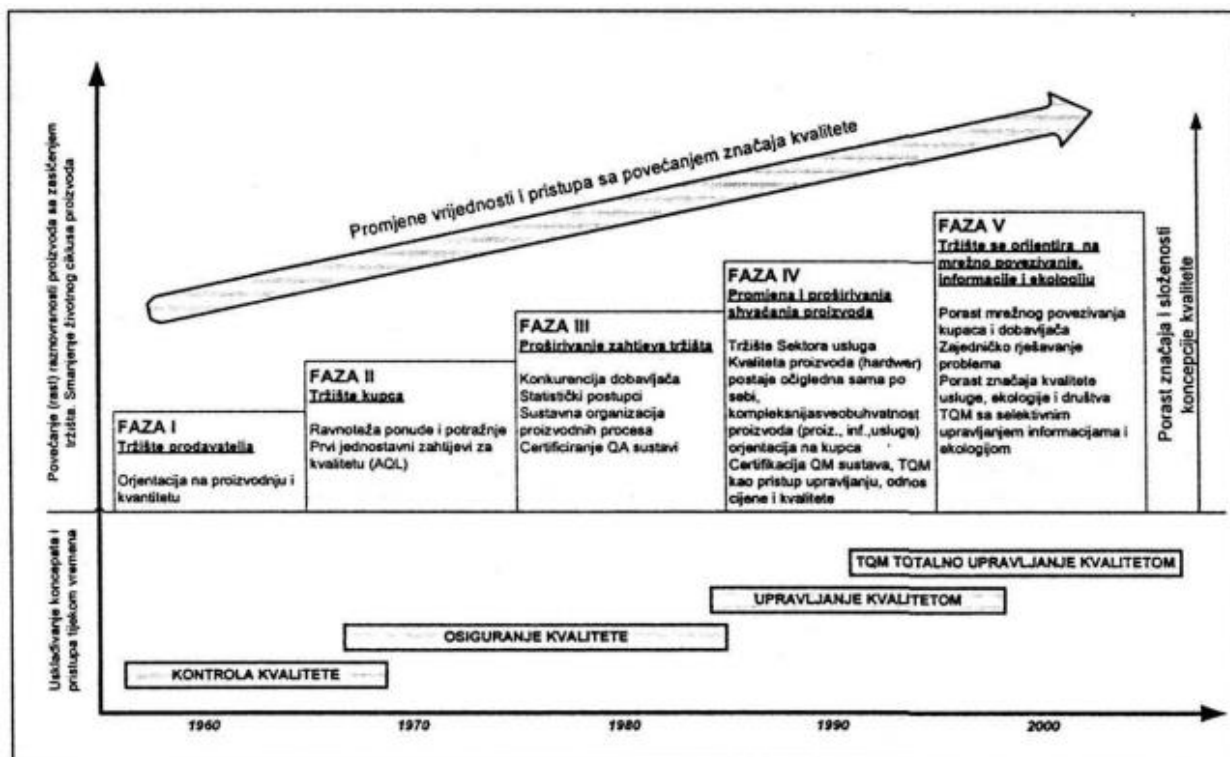 Povećanje (rast) raznovrsnosti proizvoda sa zasićenjem
tržišta. Smanjenje životnog ciklusa proizvoda
Promjene vrijednosti i pristupa sa povećanjem značaja kvalitete
FAZA I
Tržište prodavatelja
Orjentacija na proizvodnju i
kvantitetu
FAZA II
Tržište kupca
Ravnoteža ponude i potražnje
Prvi jednostavni zahtijevi za
kvalitetu (AQL)
FAZA III
Proširivanje zahtjeva tržišta
Konkurencija dobavljača
Statistički postupci
Sustavna organizacija
proizvodnih procesa
Certificiranje QA sustavi
FAZA IV
Promjena i proširivanja
shvaćanja proizvoda
Tržište Sektora usluga
Kvaliteta proizvoda (hardwer)
postaje očigledna sama po
sebi,
kompleksnijasveobuhvatnost
proizvoda (proiz., inf.,usluge)
orjentacija na kupca
Certifikacija QM sustava, TQM
kao pristup upravljanju, odnos
cijene i kvalitete
FAZA V
Tržište se orijentira na
mrežno povezivanje,
informacije i ekologiju
Porast mrežnog povezivanja
kupaca i dobavljača
Zajedničko rješavanje
problema
Porast značaja kvalitete
usluge, ekologije i društva
TQM sa selektivnim
upravljanjem informacijama i
ekologijom
Porast značaja i složenosti
koncepcije kvalitete
Usklađivanje koncepata i
pristupa tijekom vremena
TQM TOTALNO UPRAVLJANJE KVALITETOM
UPRAVLJANJE KVALITETOM
OSIGURANJE KVALITETE
KONTROLA KVALITETE
1960
1970
1980
1990
2000